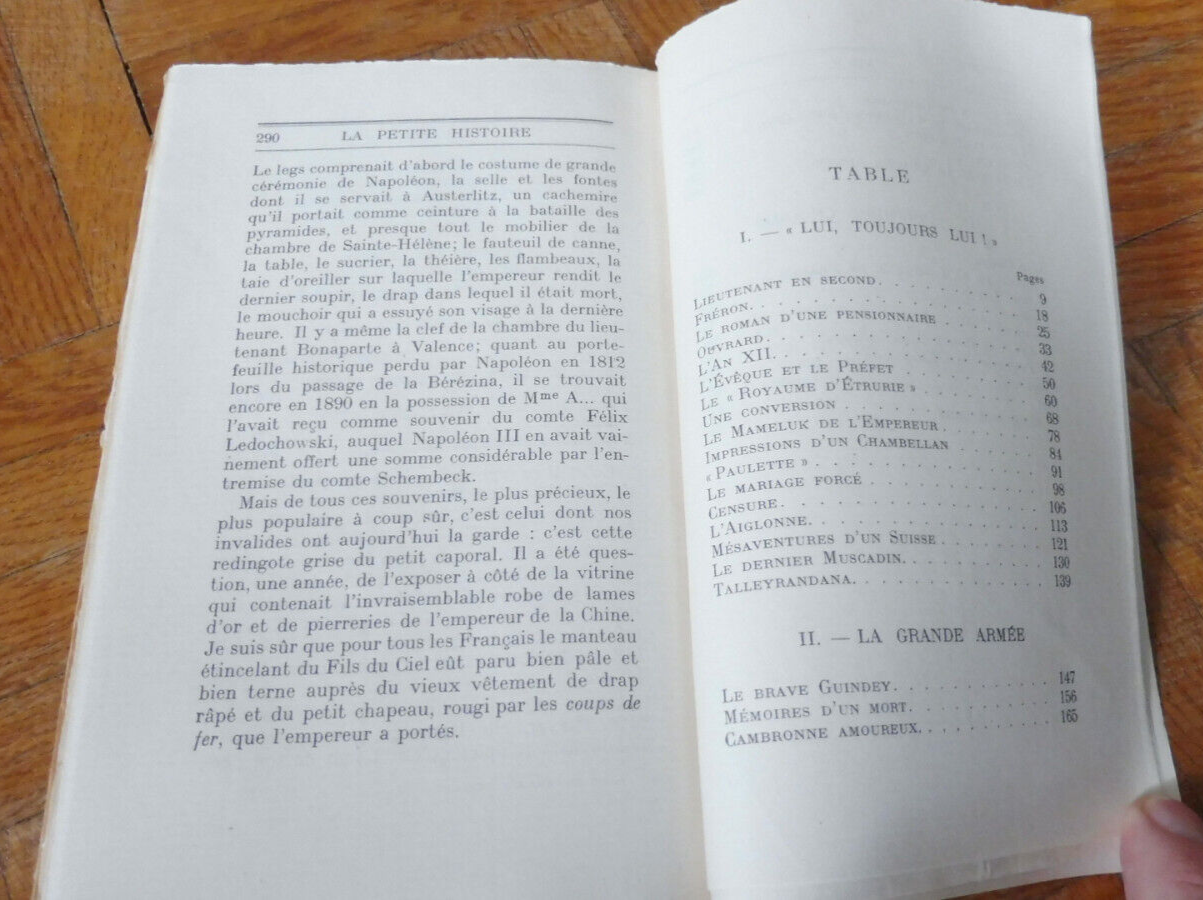 290 LA PETITE HISTOIRE
Le legs comprenait d'abord le costume de grande
cérémonie de Napoléon, la selle et les fontes
dont il se servait à Austerlitz, un cachemire
qu'il portait comme ceinture à la bataille des
pyramides, et presque tout le mobilier de la
chambre de Sainte-Hélène; le fauteuil de canne,
la table, le sucrier, la théière, les flambeaux, la
taie d'oreiller sur laquelle l'empereur rendit le
dernier soupir, le drap dans lequel il était mort,
le mouchoir qui a essuyé son visage à la dernière
heure. Il y a même la clef de la chambre du lieu-
tenant Bonaparte à Valence; quant au porte-
feuille historique perdu par Napoléon en 1812
lors du passage de la Bérézina, il se trouvait
encore en 1890 en la possession de Mme A... qui
l'avait reçu comme souvenir du comte Félix
Ledochowski, auquel Napoléon III en avait vai-
nement offert une somme considérable par l'en-
tremise du comte Schembeck.
Mais de tous ces souvenirs, le plus précieux, le
plus populaire à coup sûr, c'est celui dont nos
invalides ont aujourd'hui la garde : c'est cette
redingote grise du petit caporal. Il a été ques-
tion, une année, de l'exposer à côté de la vitrine
qui contenait l'invraisemblable robe de lames
d'or et de pierreries de l'empereur de la Chine.
Je suis sûr que pour tous les Français le manteau
étincelant du Fils du Ciel eût paru bien pâle et
bien terne auprès du vieux vêtement de drap
râpé et du petit chapeau, rougi par les coups de
fer, que l'empereur a portés.
TABLE
I. — « LUI, TOUJOURS LUI ! »
Pages
LIEUTENANT EN SECOND. 9
FRÉRON. 18
LE ROMAN D'UNE PENSIONNAIRE 25
OUVRARD. 33
L'AN XII. 42
L'ÉVÊQUE ET LE PRÉFET 50
LE « ROYAUME D'ÉTRURIE » 60
UNE CONVERSION 68
LE MAMELUK DE L'EMPEREUR 78
IMPRESSIONS D'UN CHAMBELLAN 84
« PAULETTE » 91
LE MARIAGE FORCÉ 98
CENSURE. 106
L'AIGLONNE. 113
MÉSAVENTURES D'UN SUISSE 121
LE DERNIER MUSCADIN. 130
TALLEYRANDANA. 139
II. — LA GRANDE ARMÉE
LE BRAVE GUINDEY. 147
MÉMOIRES D'UN MORT. 156
CAMBRONNE AMOUREUX. 165